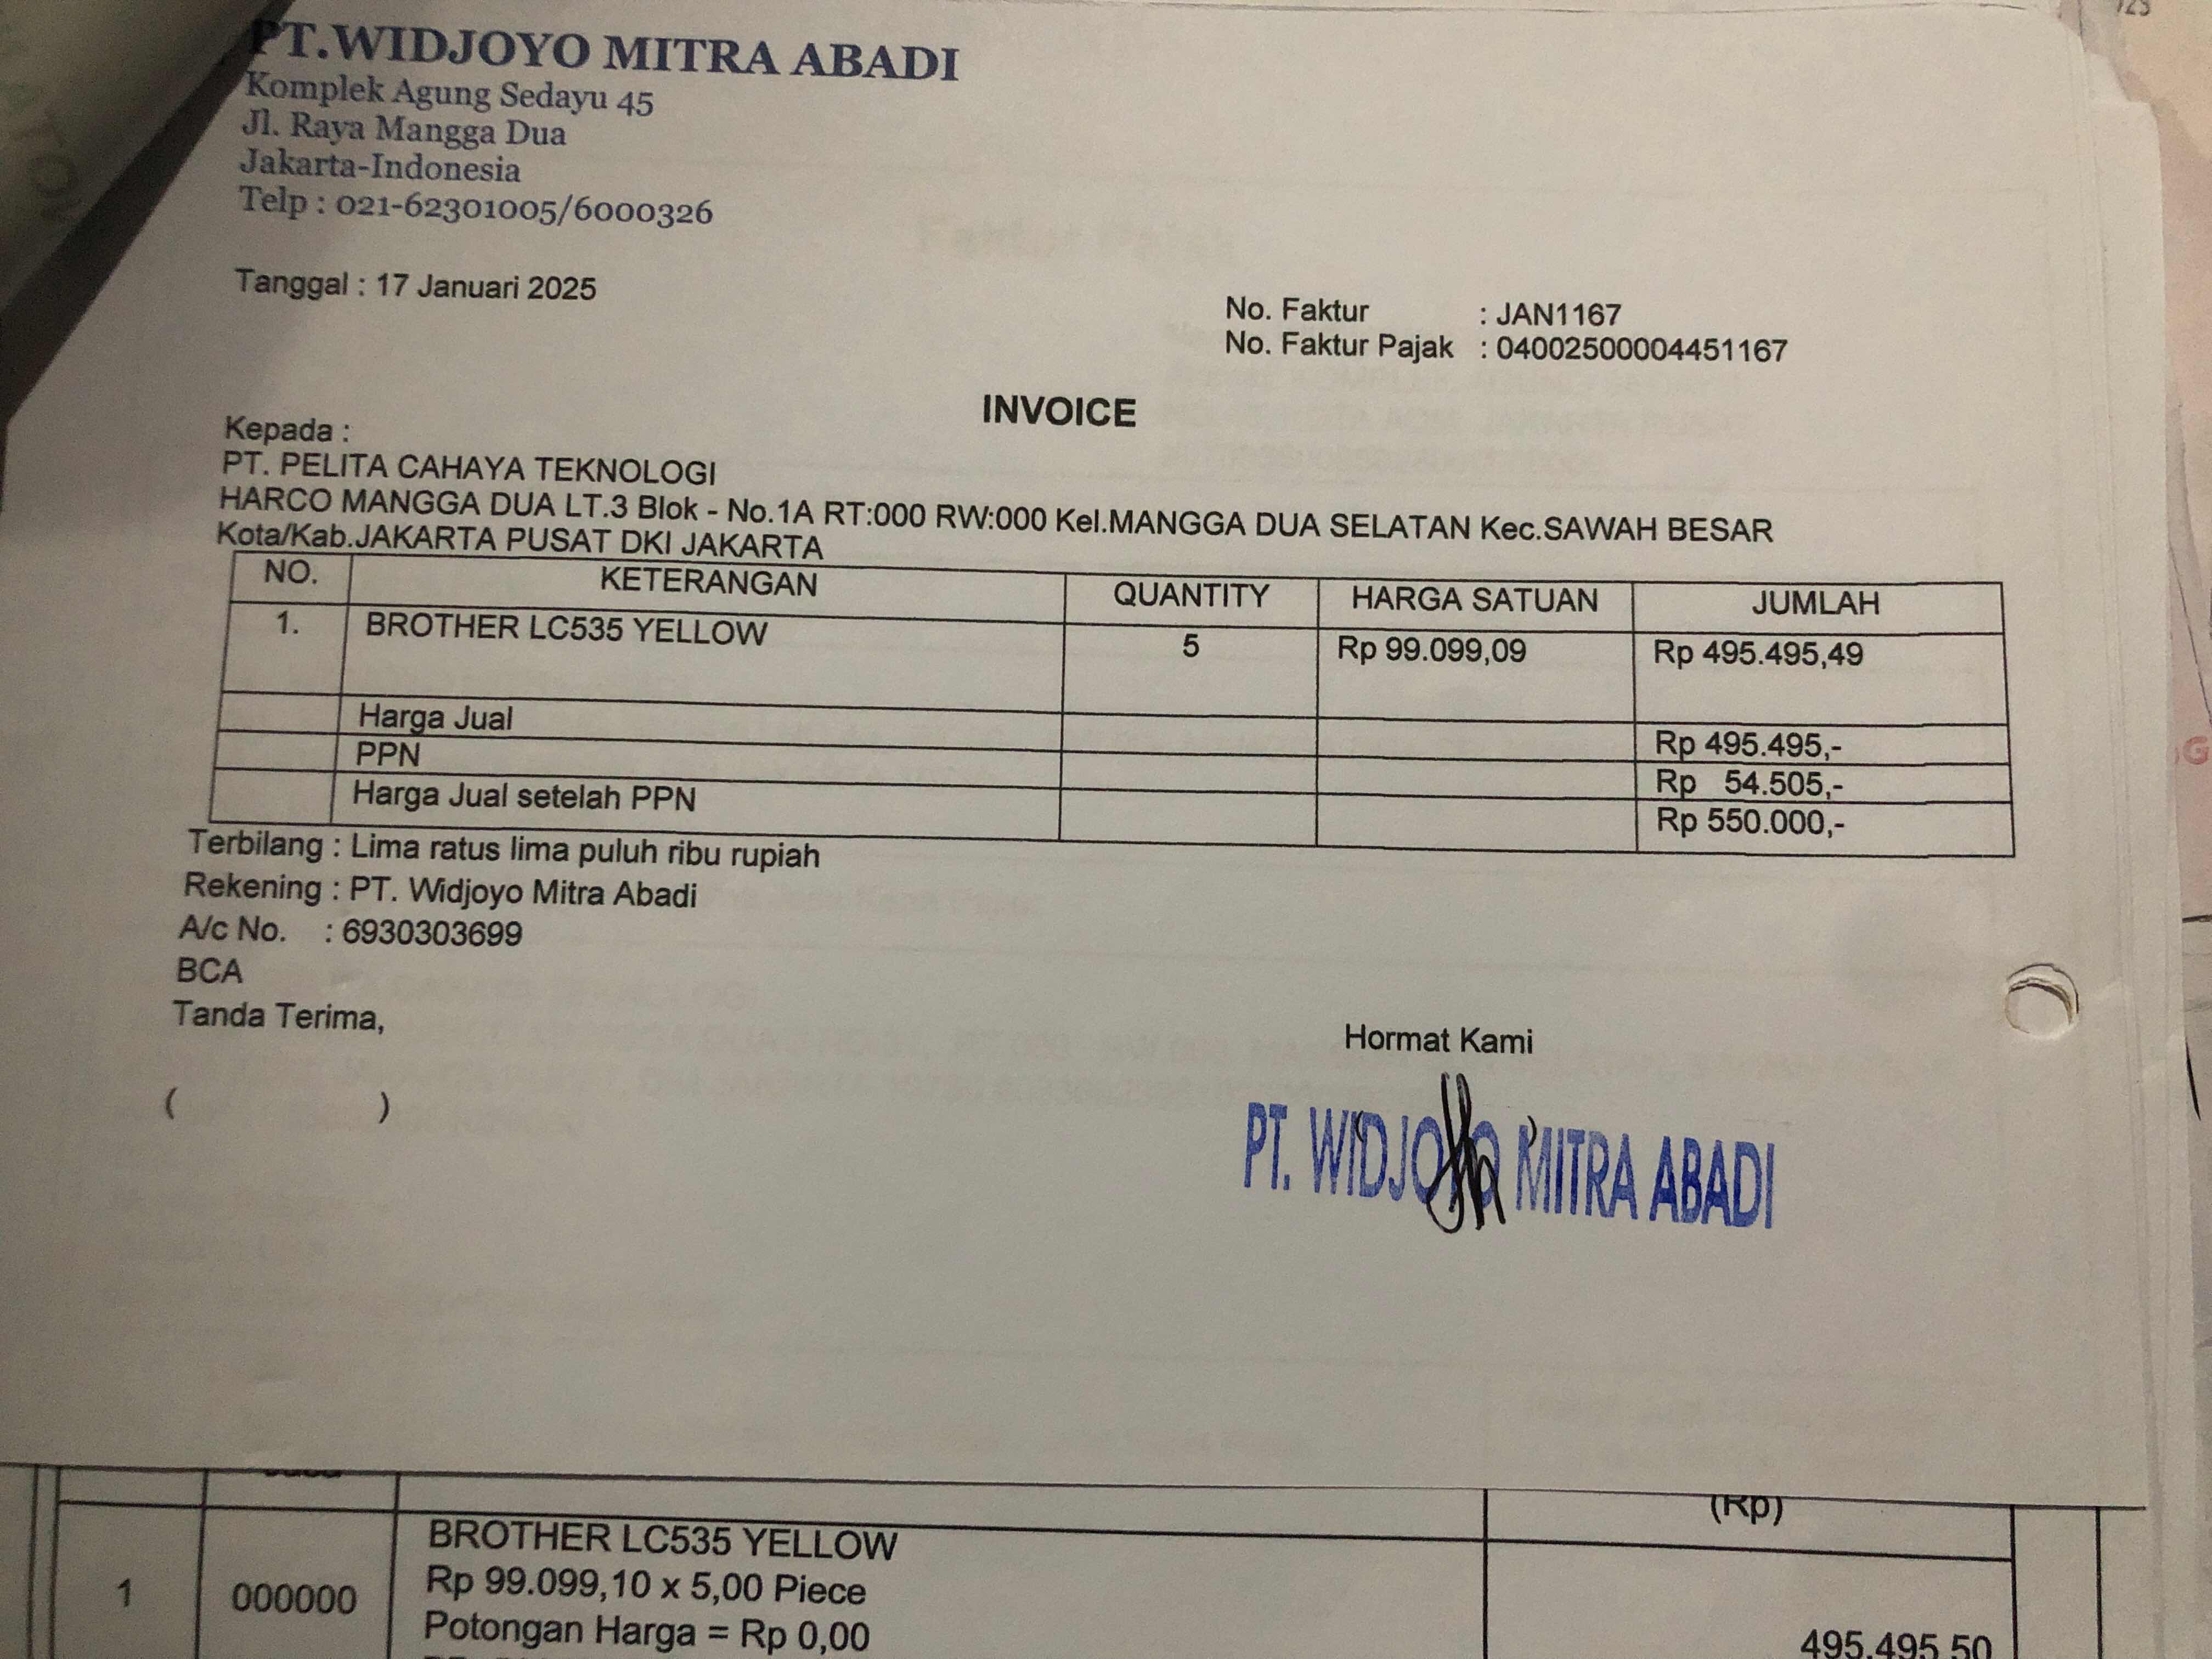 PT.WIDJOYO MITRA ABADI
Komplek Agung Sedayu 45
Jl. Raya Mangga Dua
Jakarta-Indonesia
Telp : 021-62301005/6000326
Tanggal : 17 Januari 2025
No. Faktur : JAN1167
No. Faktur Pajak : 04002500004451167
INVOICE
Kepada :
PT. PELITA CAHAYA TEKNOLOGI
HARCO MANGGA DUA LT.3 Blok - No.1A RT:000 RW:000 Kel.MANGGA DUA SELATAN Kec.SAWAH BESAR
Kota/Kab.JAKARTA PUSAT DKI JAKARTA
NO. KETERANGAN QUANTITY HARGA SATUAN JUMLAH
1. BROTHER LC535 YELLOW 5 Rp 99.099,09 Rp 495.495,49
Harga Jual Rp 495.495,-
PPN Rp 54.505,-
Harga Jual setelah PPN Rp 550.000,-
Terbilang : Lima ratus lima puluh ribu rupiah
Rekening : PT. Widjoyo Mitra Abadi
A/c No. : 6930303699
BCA
Tanda Terima,
Hormat Kami
( )
PT. WIDJOYO MITRA ABADI
(Rp)
BROTHER LC535 YELLOW
1 000000 Rp 99.099,10 x 5,00 Piece
Potongan Harga = Rp 0,00
495.495,50